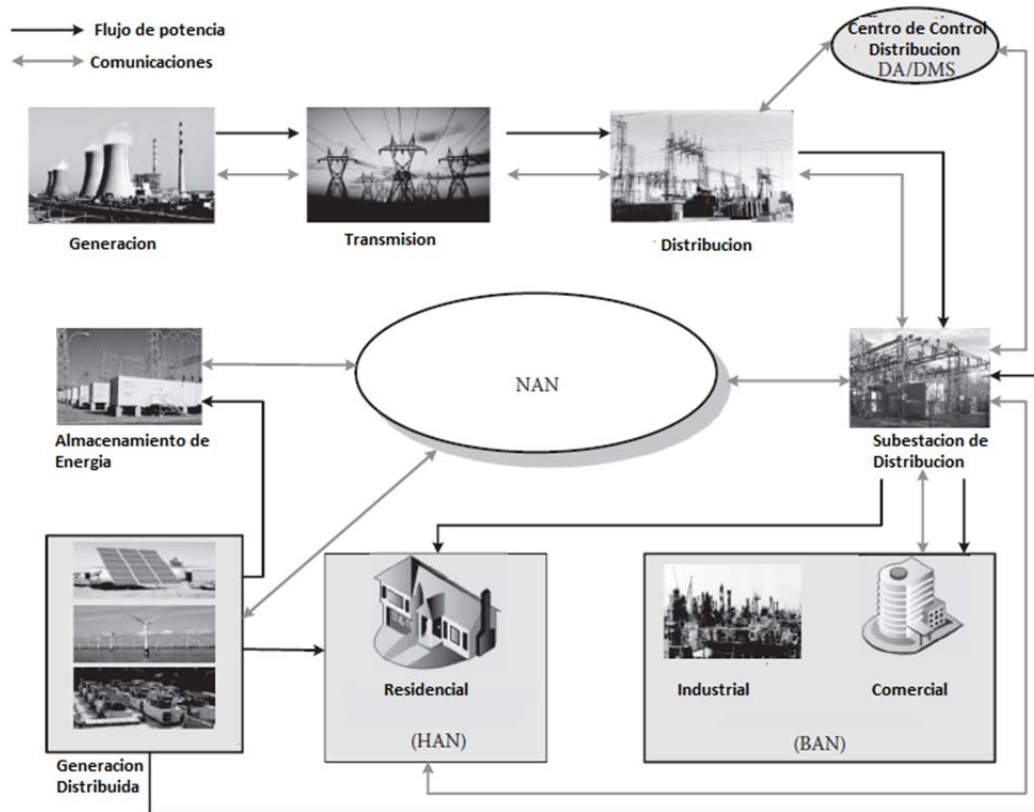 Flujo de potencia
Comunicaciones
Centro de Control
Distribucion
DA/DMS
Generacion
Transmision
Distribucion
NAN
Almacenamiento de
Energia
Subestacion de
Distribucion
Residencial
(HAN)
Industrial
Comercial
(BAN)
Generacion
Distribuida